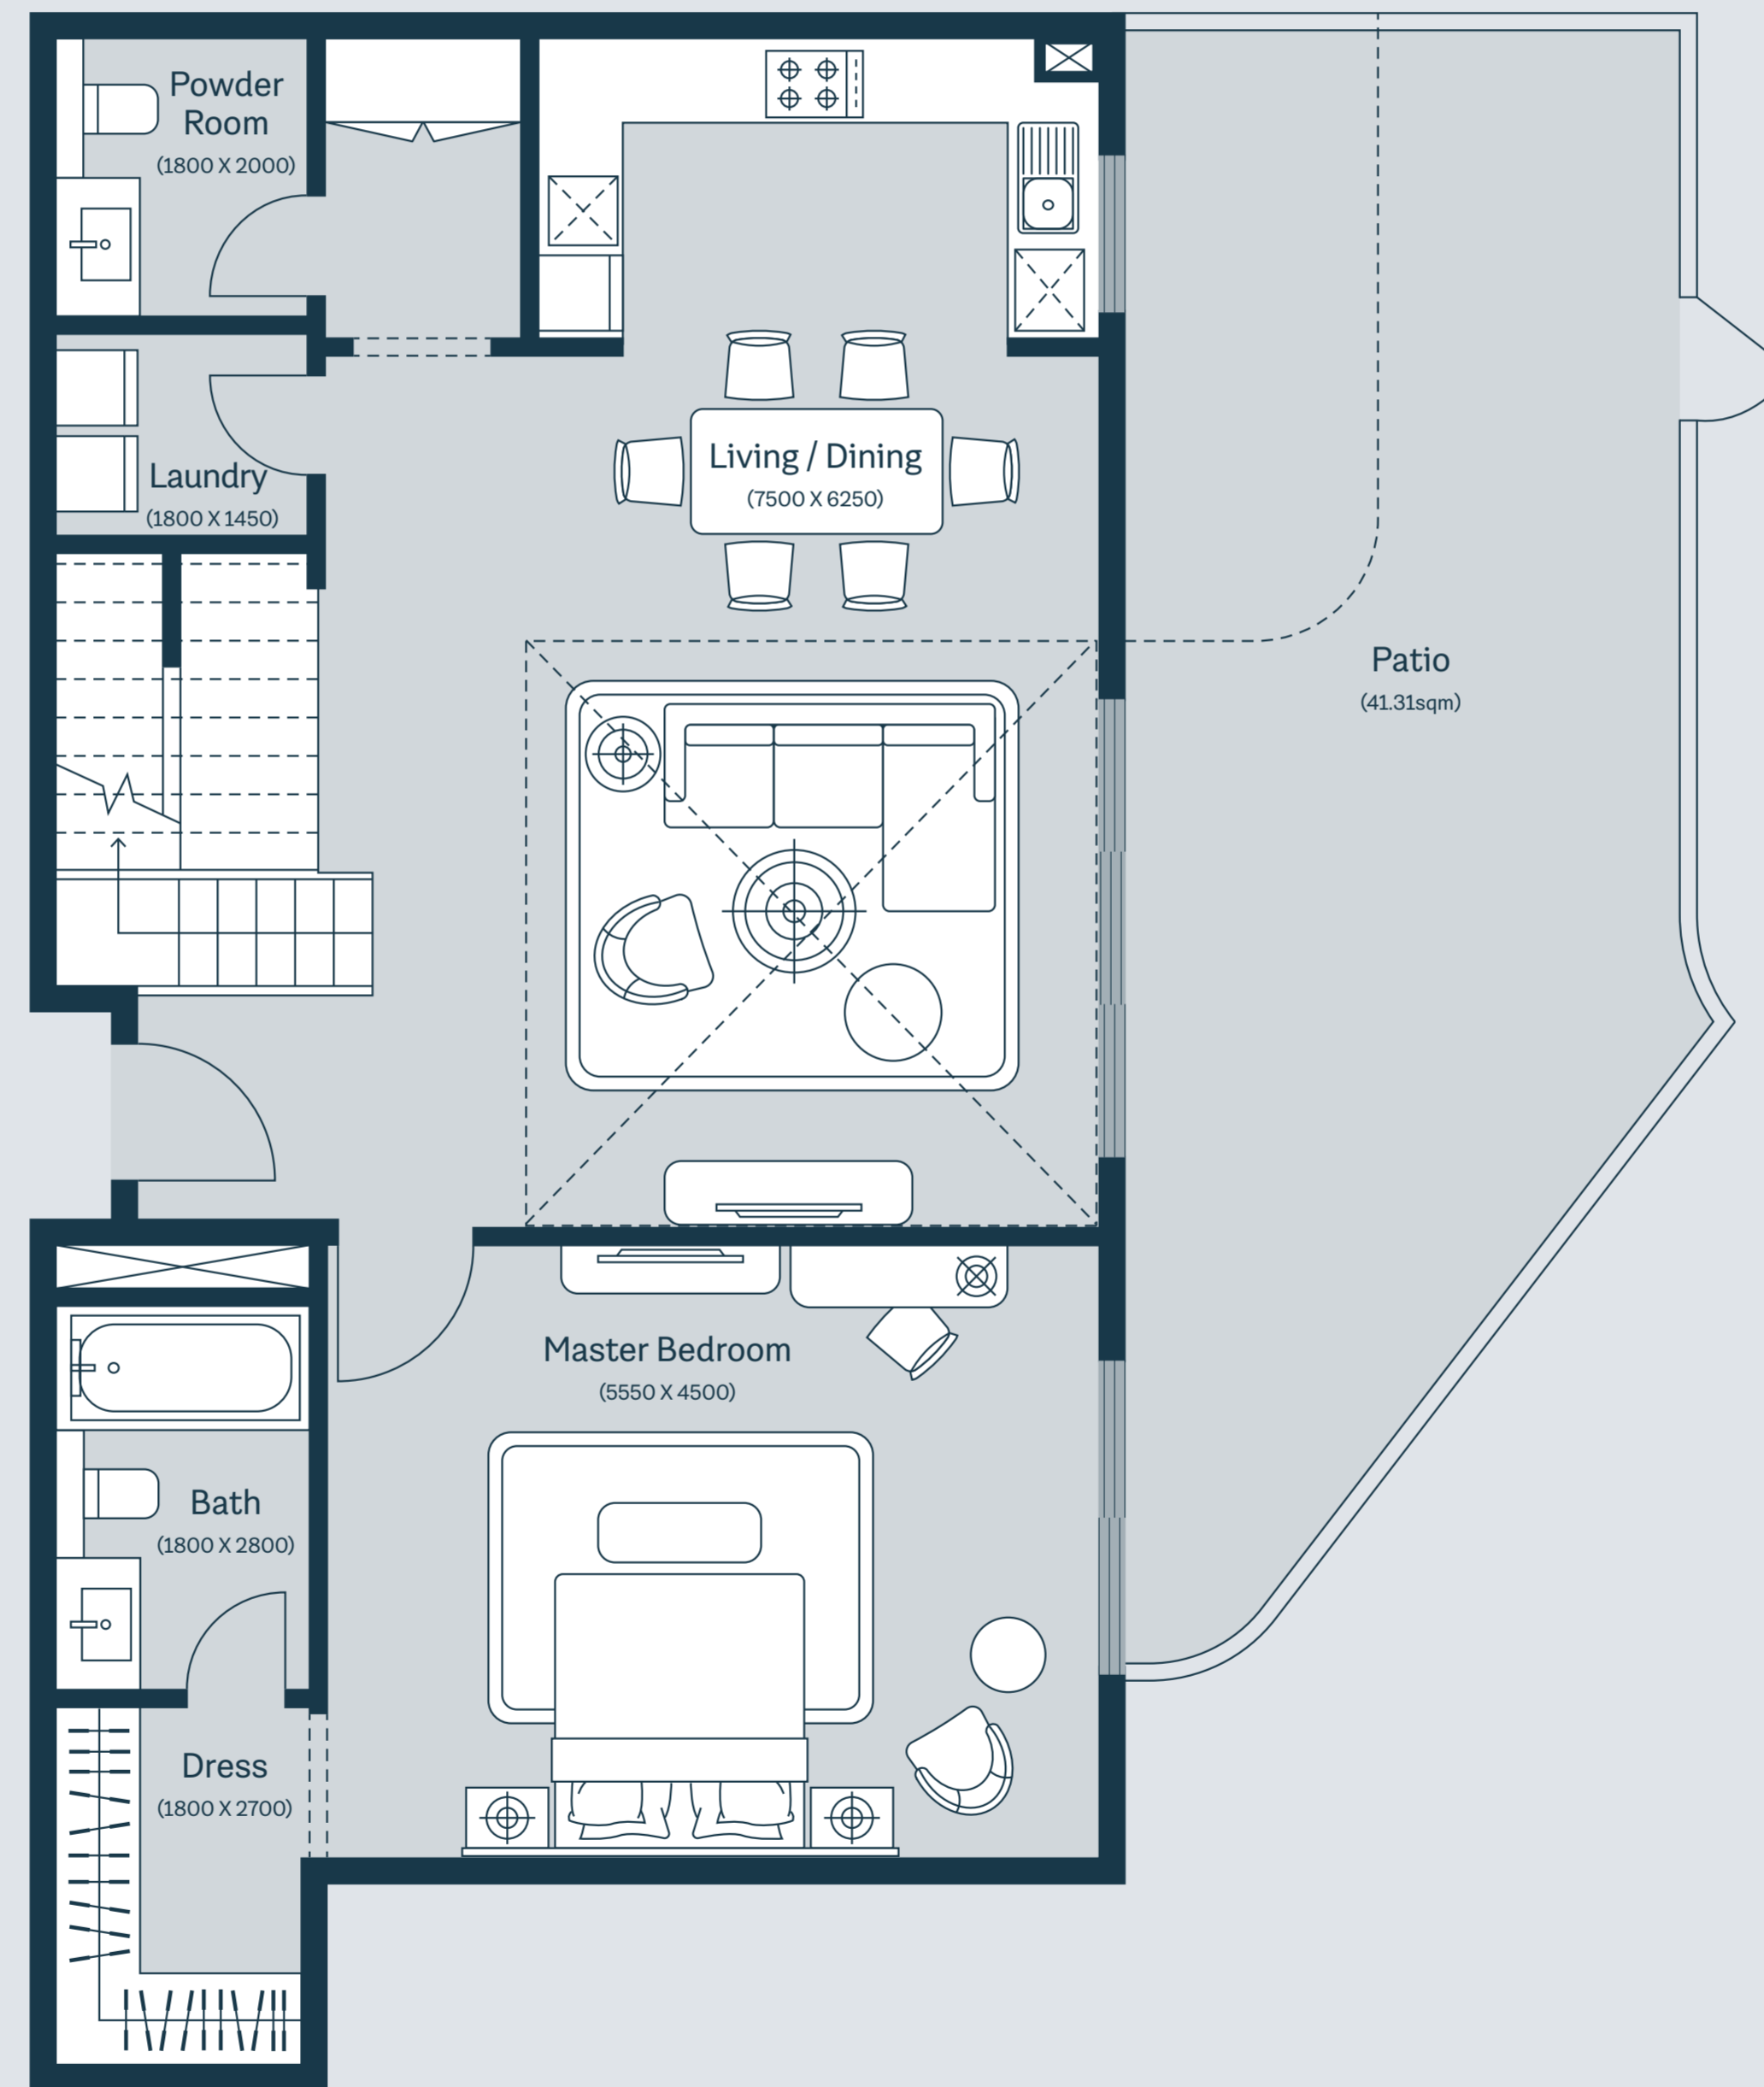 Powder
Room
(1800 X 2000)
Laundry
(1800 X 1450)
Living / Dining
(7500 X 6250)
Patio
(41.31sqm)
Master Bedroom
(5550 X 4500)
Bath
(1800 X 2800)
Dress
(1800 X 2700)